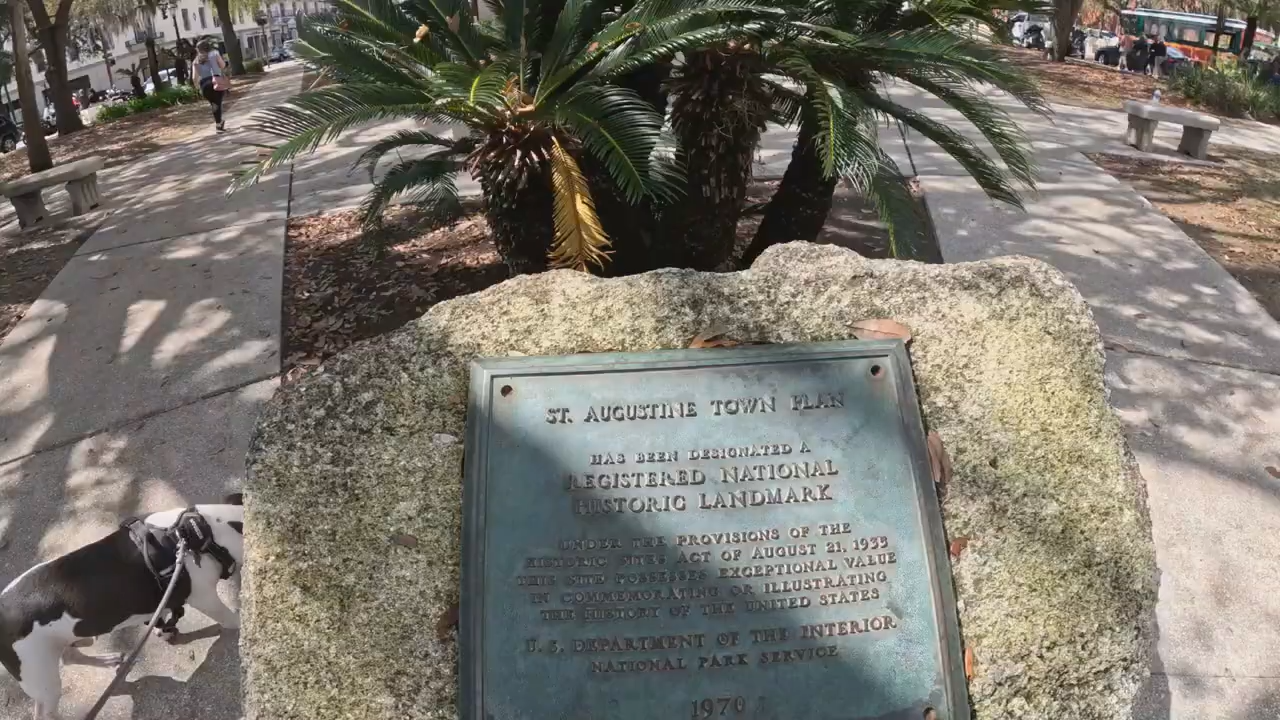 ST. AUGUSTINE TOWN PLAN
HAS BEEN DESIGNATED A
REGISTERED NATIONAL
HISTORIC LANDMARK
UNDER THE PROVISIONS OF THE
HISTORIC SITES ACT OF AUGUST 21, 1935
THIS SITE POSSESSES EXCEPTIONAL VALUE
IN COMMEMORATING OR ILLUSTRATING
THE HISTORY OF THE UNITED STATES
U. S. DEPARTMENT OF THE INTERIOR
NATIONAL PARK SERVICE
1970